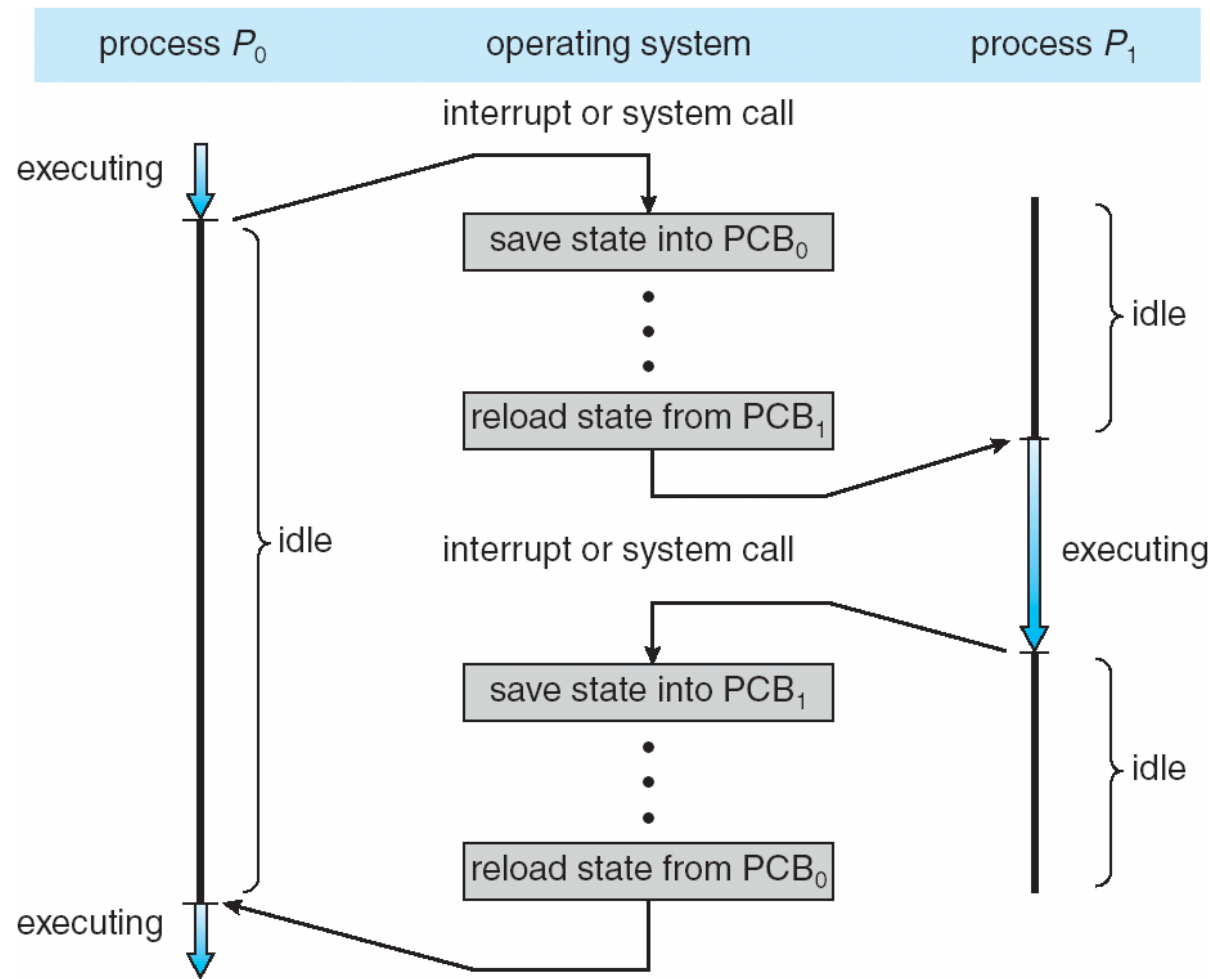 process P₀ operating system process P₁
interrupt or system call
executing
save state into PCB₀
idle
reload state from PCB₁
idle
interrupt or system call
executing
save state into PCB₁
idle
reload state from PCB₀
executing